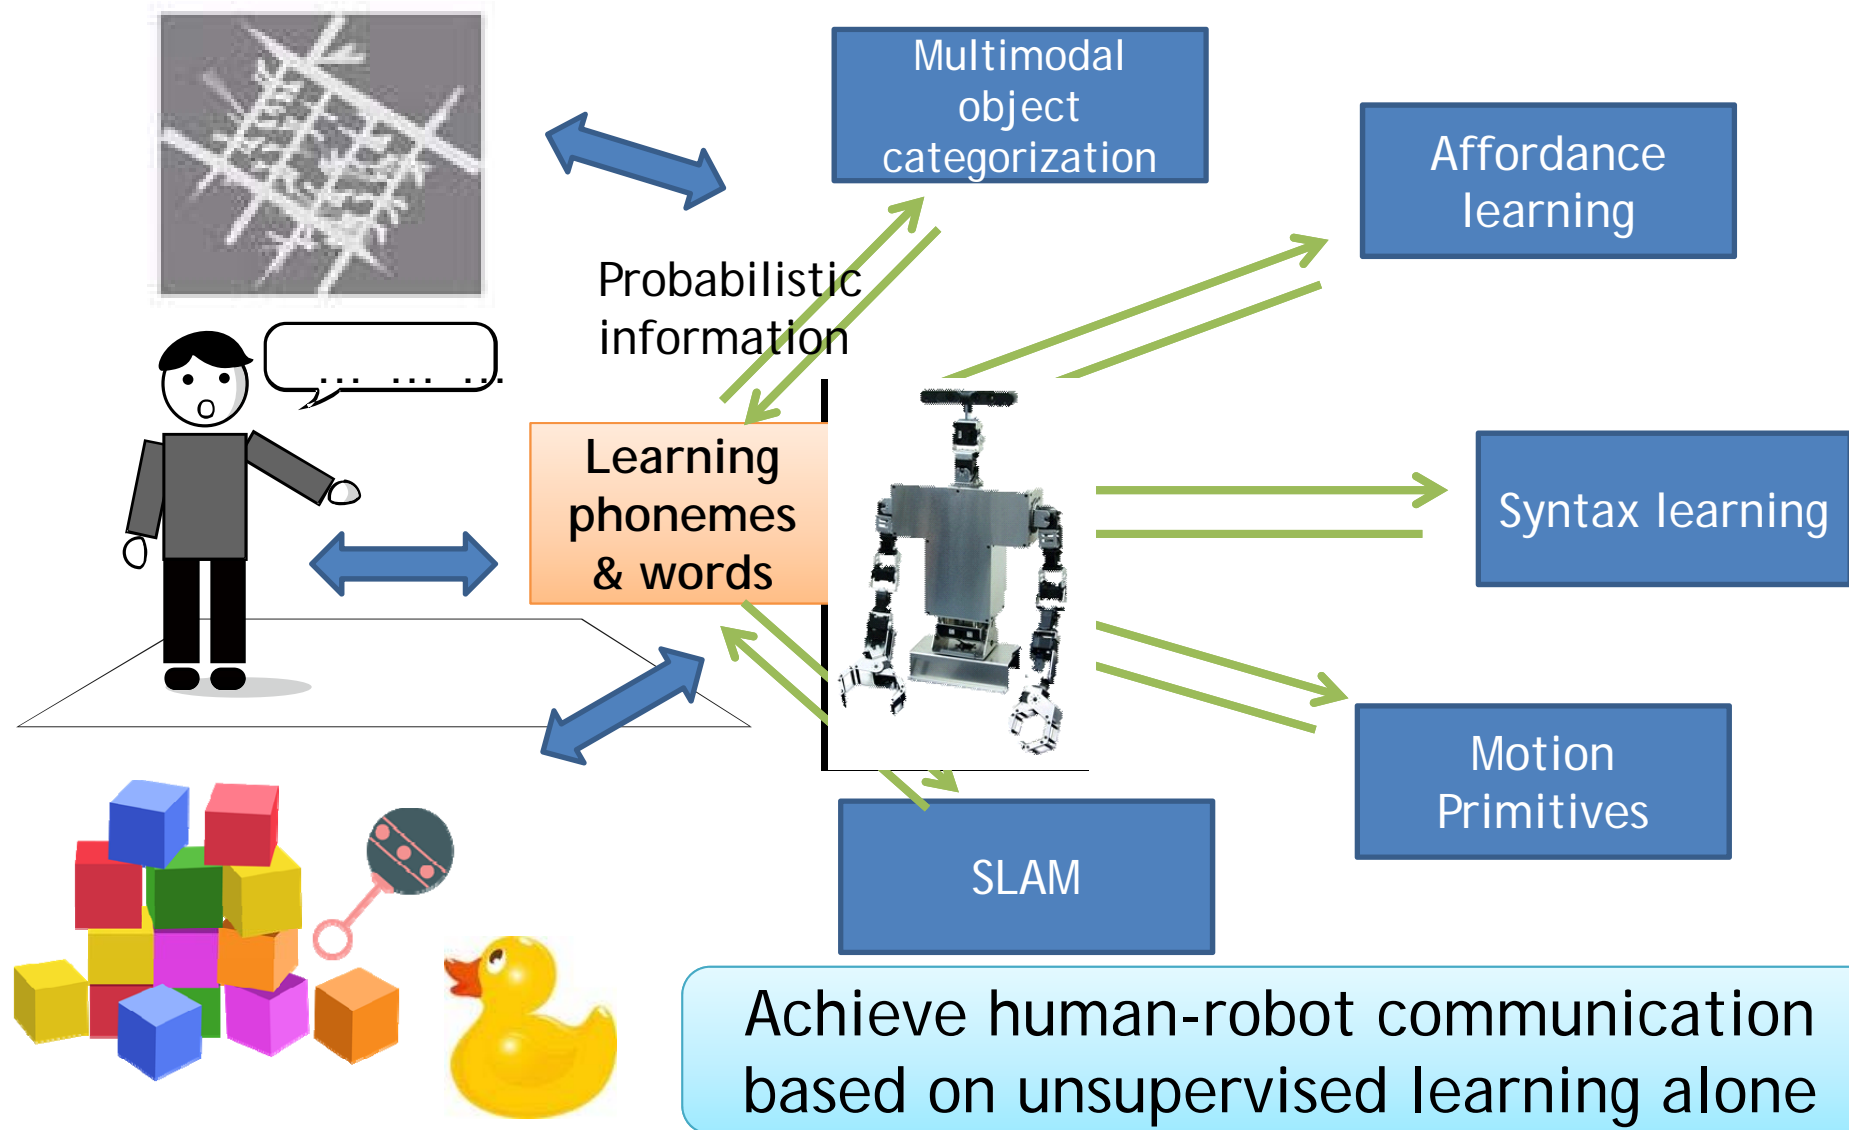 Multimodal
object
categorization
Affordance
learning
Probabilistic
information
... ... ...
Learning
phonemes
& words
Syntax learning
Motion
Primitives
SLAM
Achieve human-robot communication
based on unsupervised learning alone